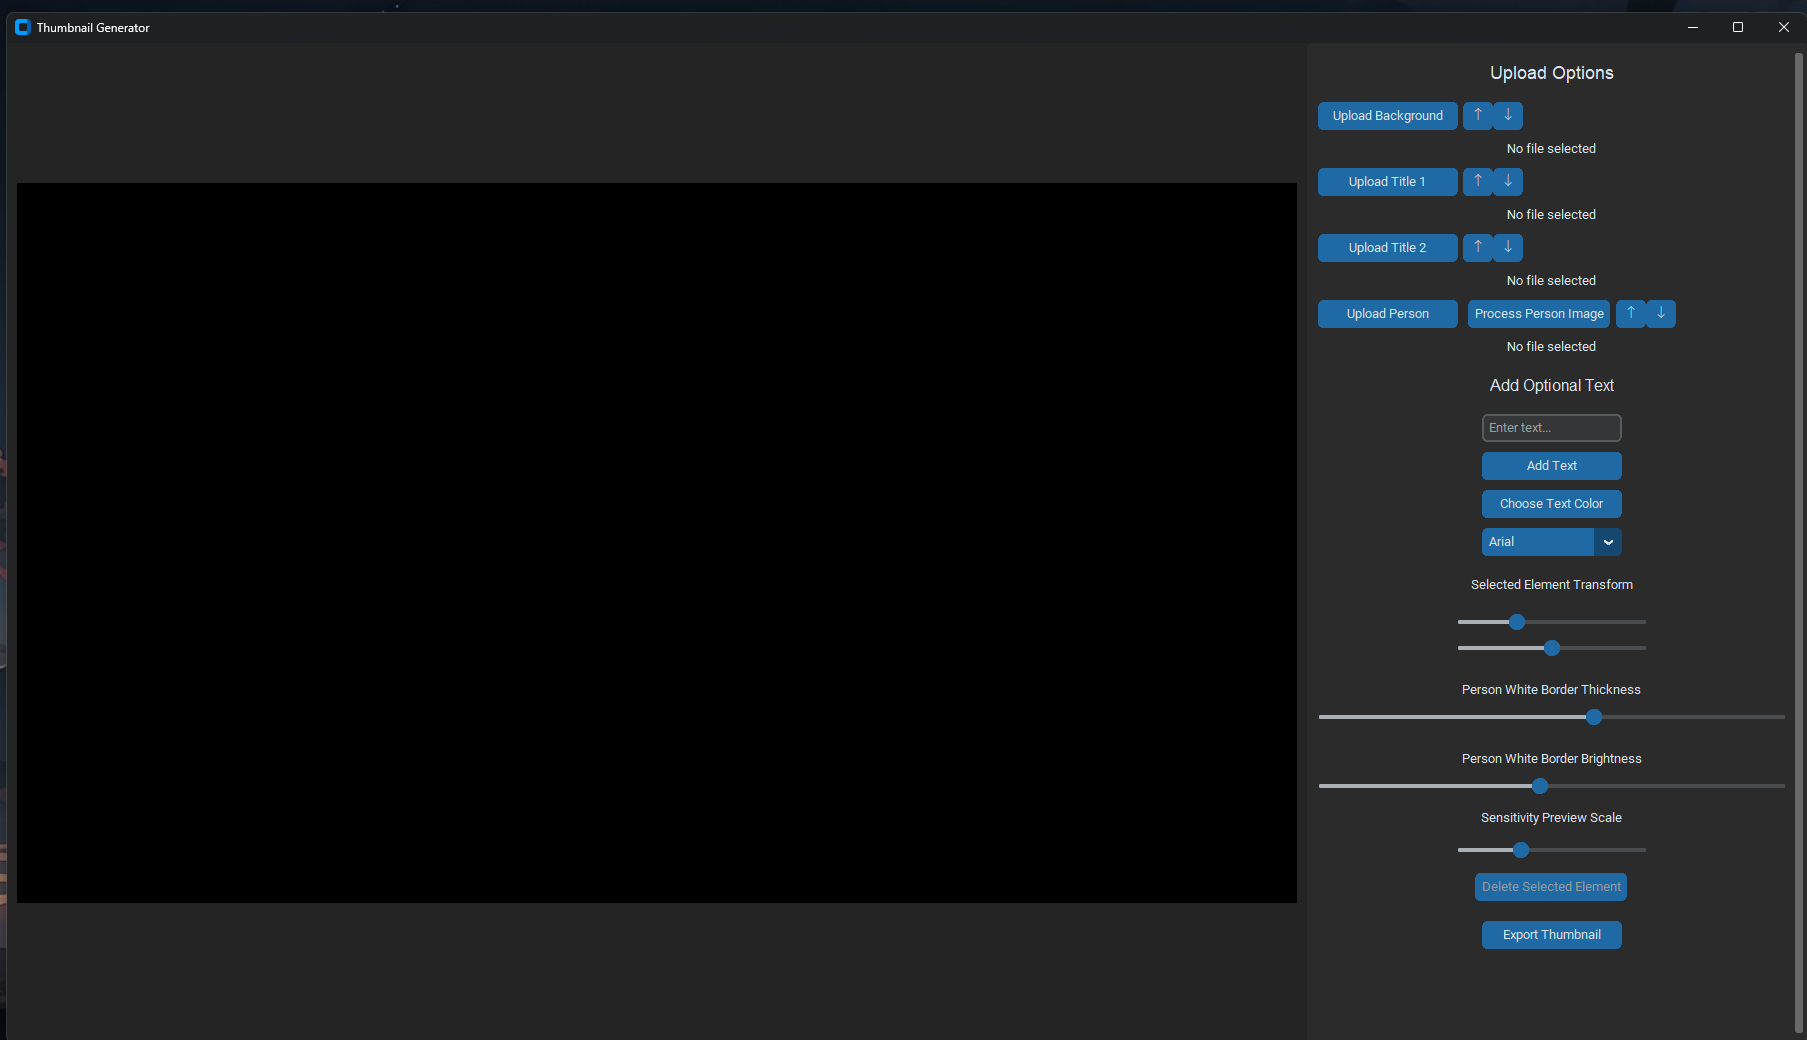 Thumbnail Generator
Upload Options
Upload Background ↑ ↓
No file selected
Upload Title 1 ↑ ↓
No file selected
Upload Title 2 ↑ ↓
No file selected
Upload Person Process Person Image ↑ ↓
No file selected
Add Optional Text
Enter text...
Add Text
Choose Text Color
Arial
Selected Element Transform
Person White Border Thickness
Person White Border Brightness
Sensitivity Preview Scale
Delete Selected Element
Export Thumbnail